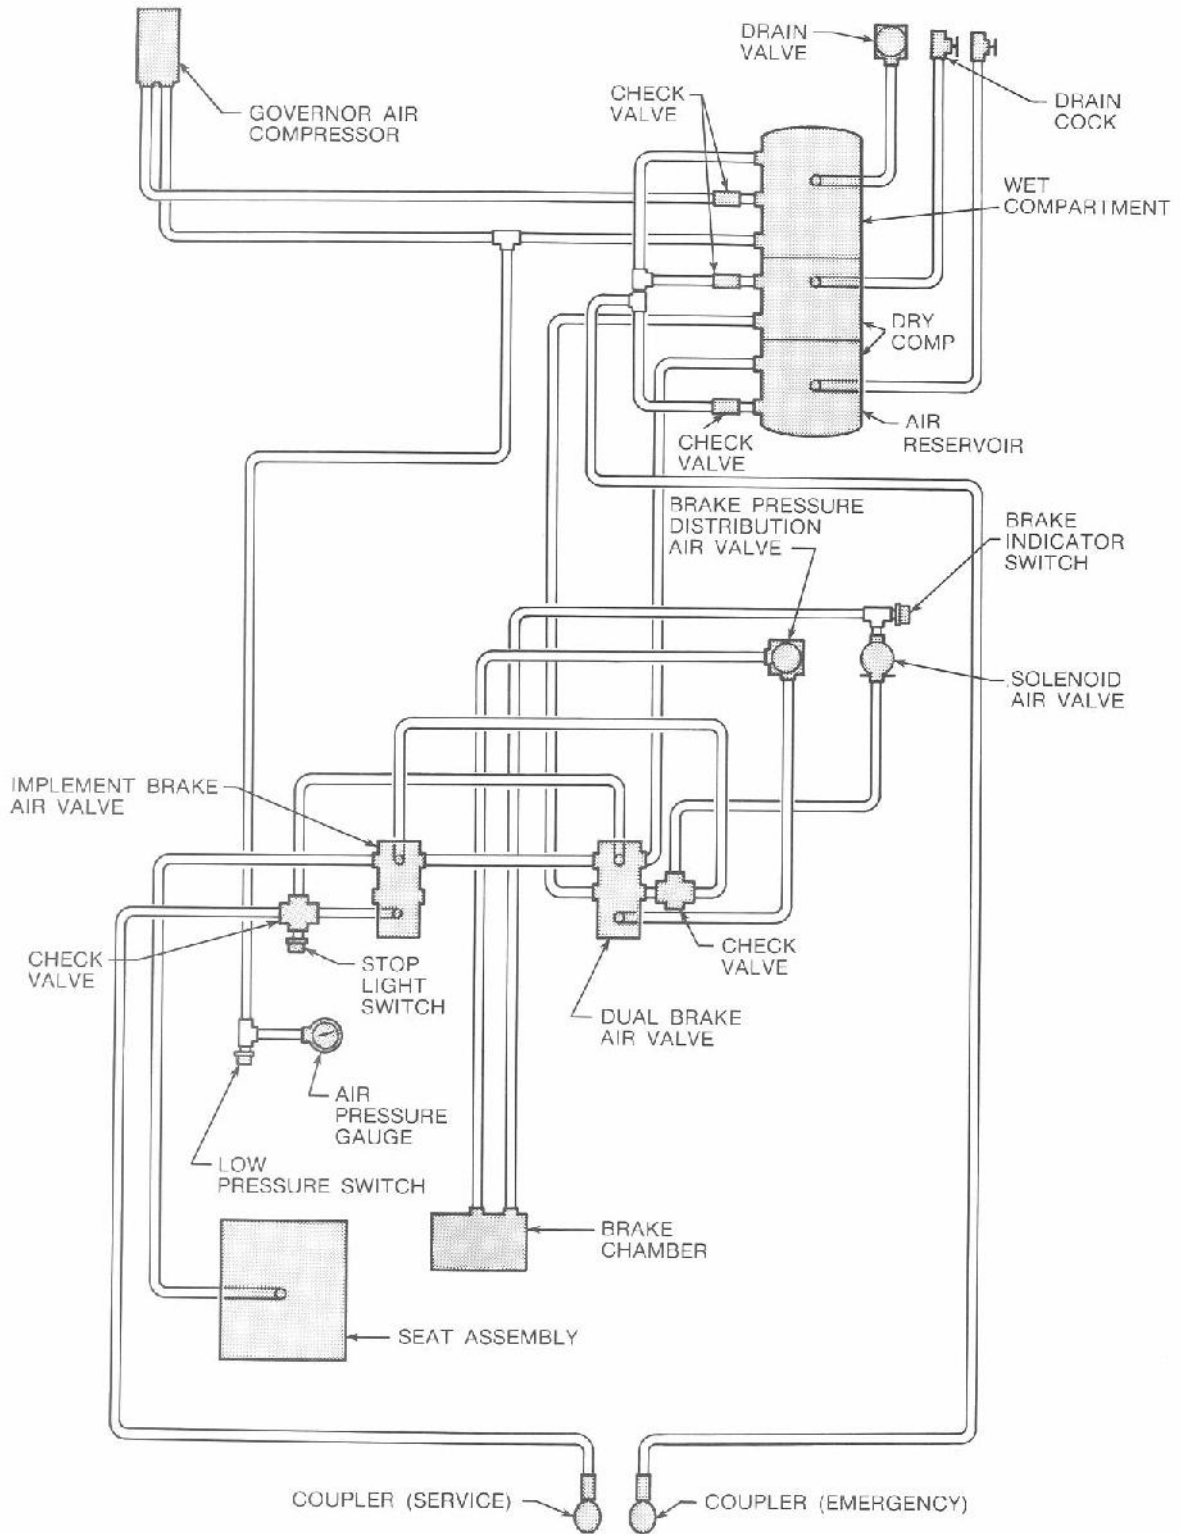 DRAIN
VALVE
CHECK
VALVE
GOVERNOR AIR
COMPRESSOR
DRAIN
COCK
WET
COMPARTMENT
DRY
COMP
AIR
RESERVOIR
CHECK
VALVE
BRAKE PRESSURE
DISTRIBUTION
AIR VALVE
BRAKE
INDICATOR
SWITCH
SOLENOID
AIR VALVE
IMPLEMENT BRAKE
AIR VALVE
CHECK
VALVE
STOP
LIGHT
SWITCH
CHECK
VALVE
DUAL BRAKE
AIR VALVE
AIR
PRESSURE
GAUGE
LOW
PRESSURE SWITCH
BRAKE
CHAMBER
SEAT ASSEMBLY
COUPLER (SERVICE)
COUPLER (EMERGENCY)